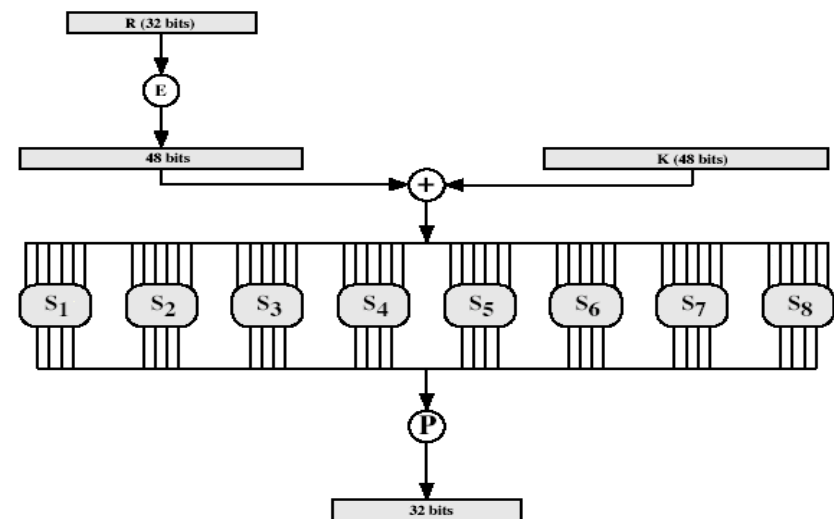 R (32 bits)
E
48 bits
K (48 bits)
+
S1 S2 S3 S4 S5 S6 S7 S8
P
32 bits